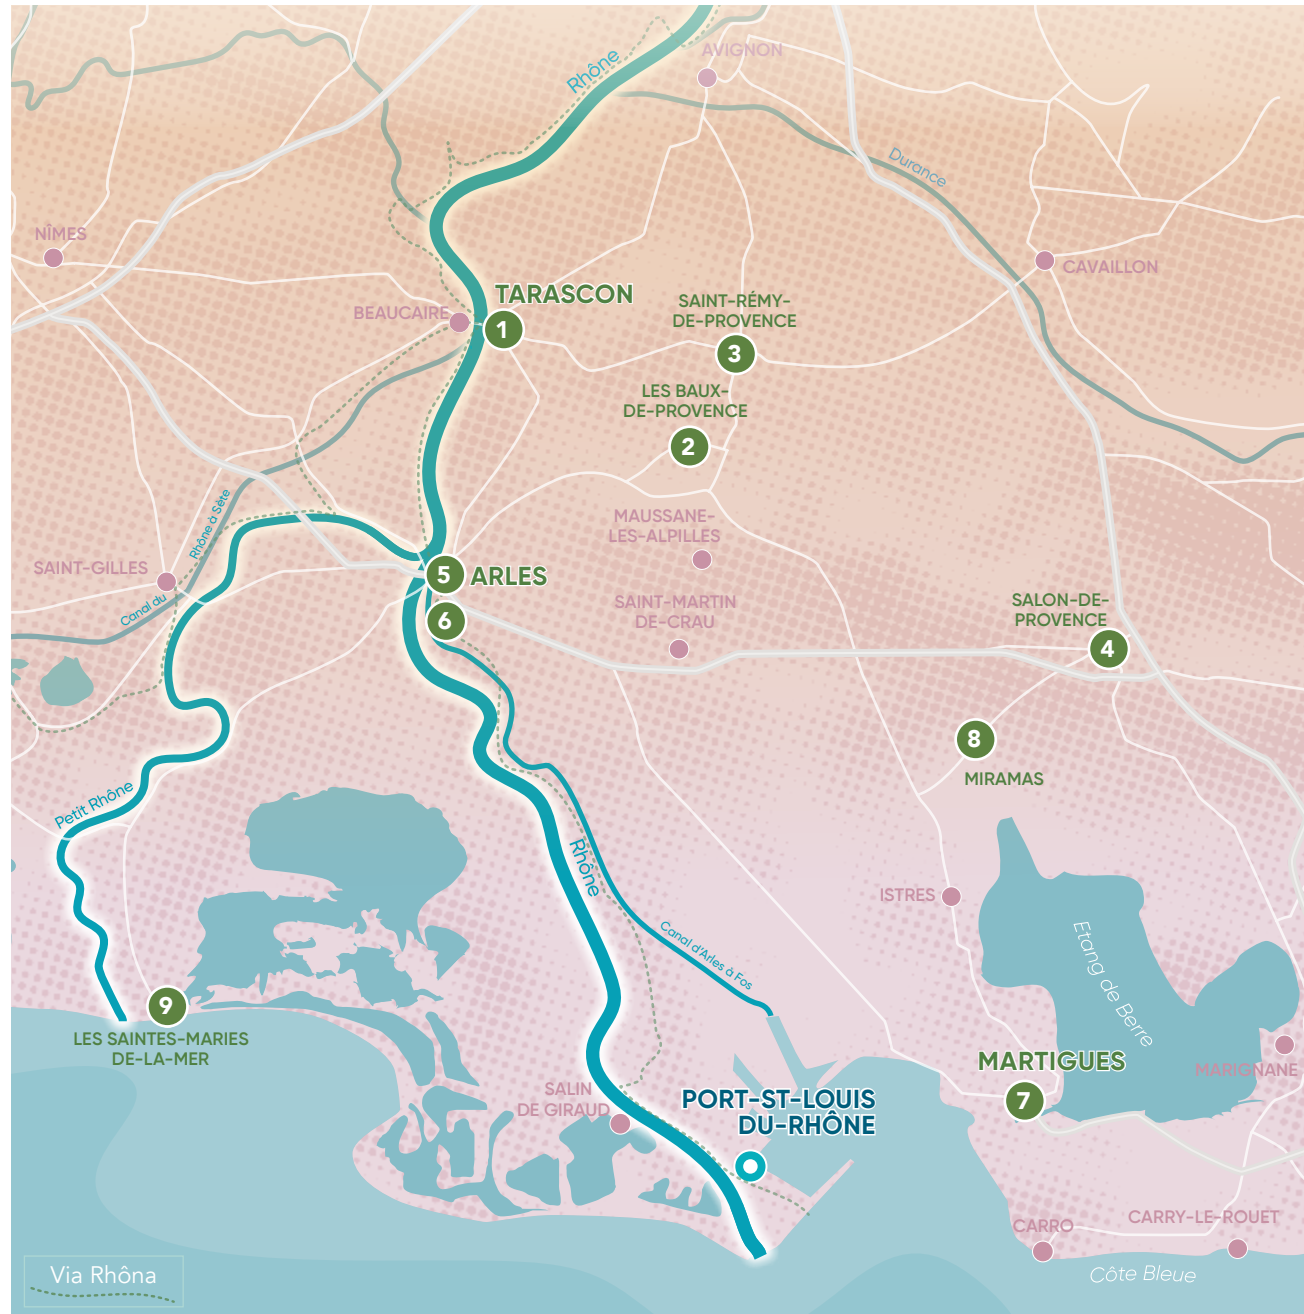 AVIGNON
Rhône
Durance
NÎMES
CAVAILLON
TARASCON
BEAUCAIRE
1
SAINT-RÉMY-
DE-PROVENCE
3
LES BAUX-
DE-PROVENCE
2
Rhône à Sète
Canal du
MAUSSANE-
LES-ALPILLES
SAINT-GILLES
5
ARLES
6
SAINT-MARTIN
DE-CRAU
SALON-DE-
PROVENCE
4
8
MIRAMAS
Petit Rhône
Rhône
ISTRES
Canal d'Arles à Fos
Etang de Berre
9
LES SAINTES-MARIES
DE-LA-MER
MARTIGUES
7
MARIGNANE
SALIN
DE GIRAUD
PORT-ST-LOUIS
DU-RHÔNE
CARRO
CARRY-LE-ROUET
Côte Bleue
Via Rhôna